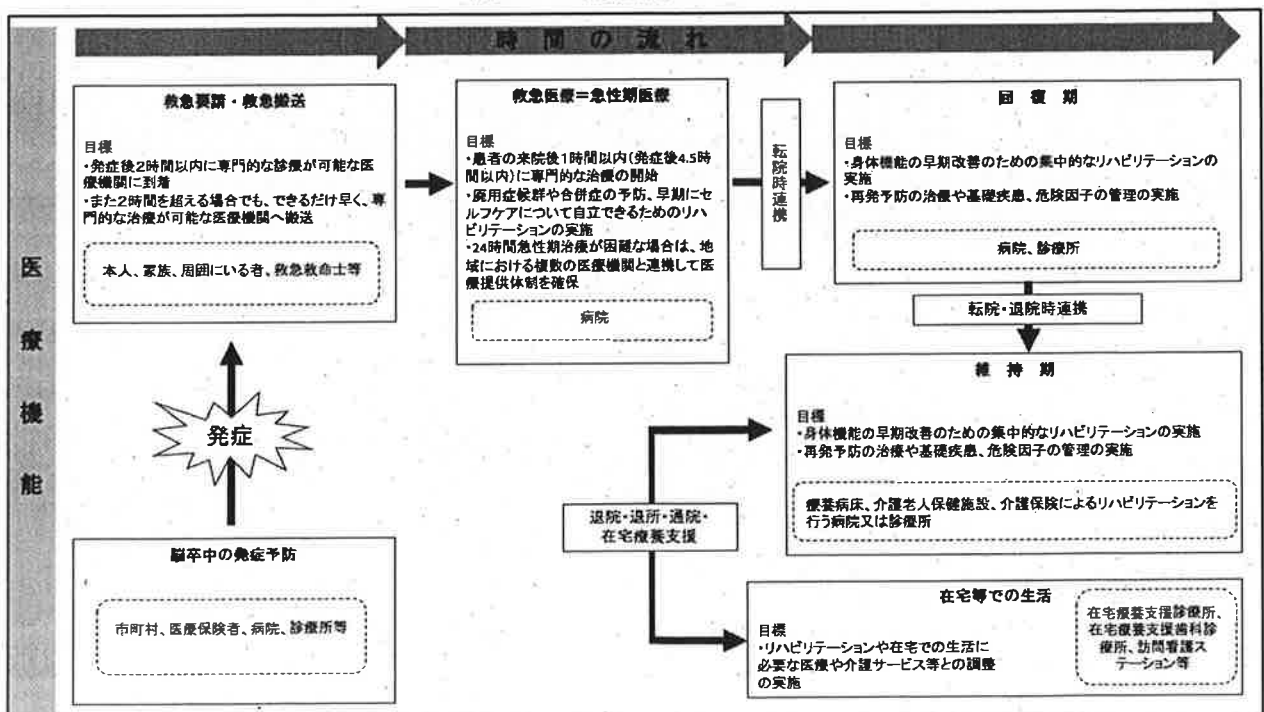 時間の流れ
医療機能
救急要請・救急搬送
目標
・発症後2時間以内に専門的な診療が可能な医
療機関に到着
・また2時間を超える場合でも、できるだけ早く、専
門的な治療が可能な医療機関へ搬送
本人、家族、周囲にいる者、救急救命士等
発症
脳卒中の発症予防
市町村、医療保険者、病院、診療所等
救急医療＝急性期医療
目標
・患者の来院後1時間以内(発症後4.5時
間以内)に専門的な治療の開始
・廃用症候群や合併症の予防、早期にセ
ルフケアについて自立できるためのリハ
ビリテーションの実施
・24時間急性期治療が困難な場合は、地
域における複数の医療機関と連携して医
療提供体制を確保
病院
転院時連携
回復期
目標
・身体機能の早期改善のための集中的なリハビリテーションの
実施
・再発予防の治療や基礎疾患、危険因子の管理の実施
病院、診療所
転院・退院時連携
維持期
目標
・身体機能の早期改善のための集中的なリハビリテーションの実施
・再発予防の治療や基礎疾患、危険因子の管理の実施
療養病床、介護老人保健施設、介護保険によるリハビリテーションを
行う病院又は診療所
退院・退所・通院・
在宅療養支援
在宅等での生活
目標
・リハビリテーションや在宅での生活に
必要な医療や介護サービス等との調整
の実施
在宅療養支援診療所、
在宅療養支援歯科診
療所、訪問看護ス
テーション等